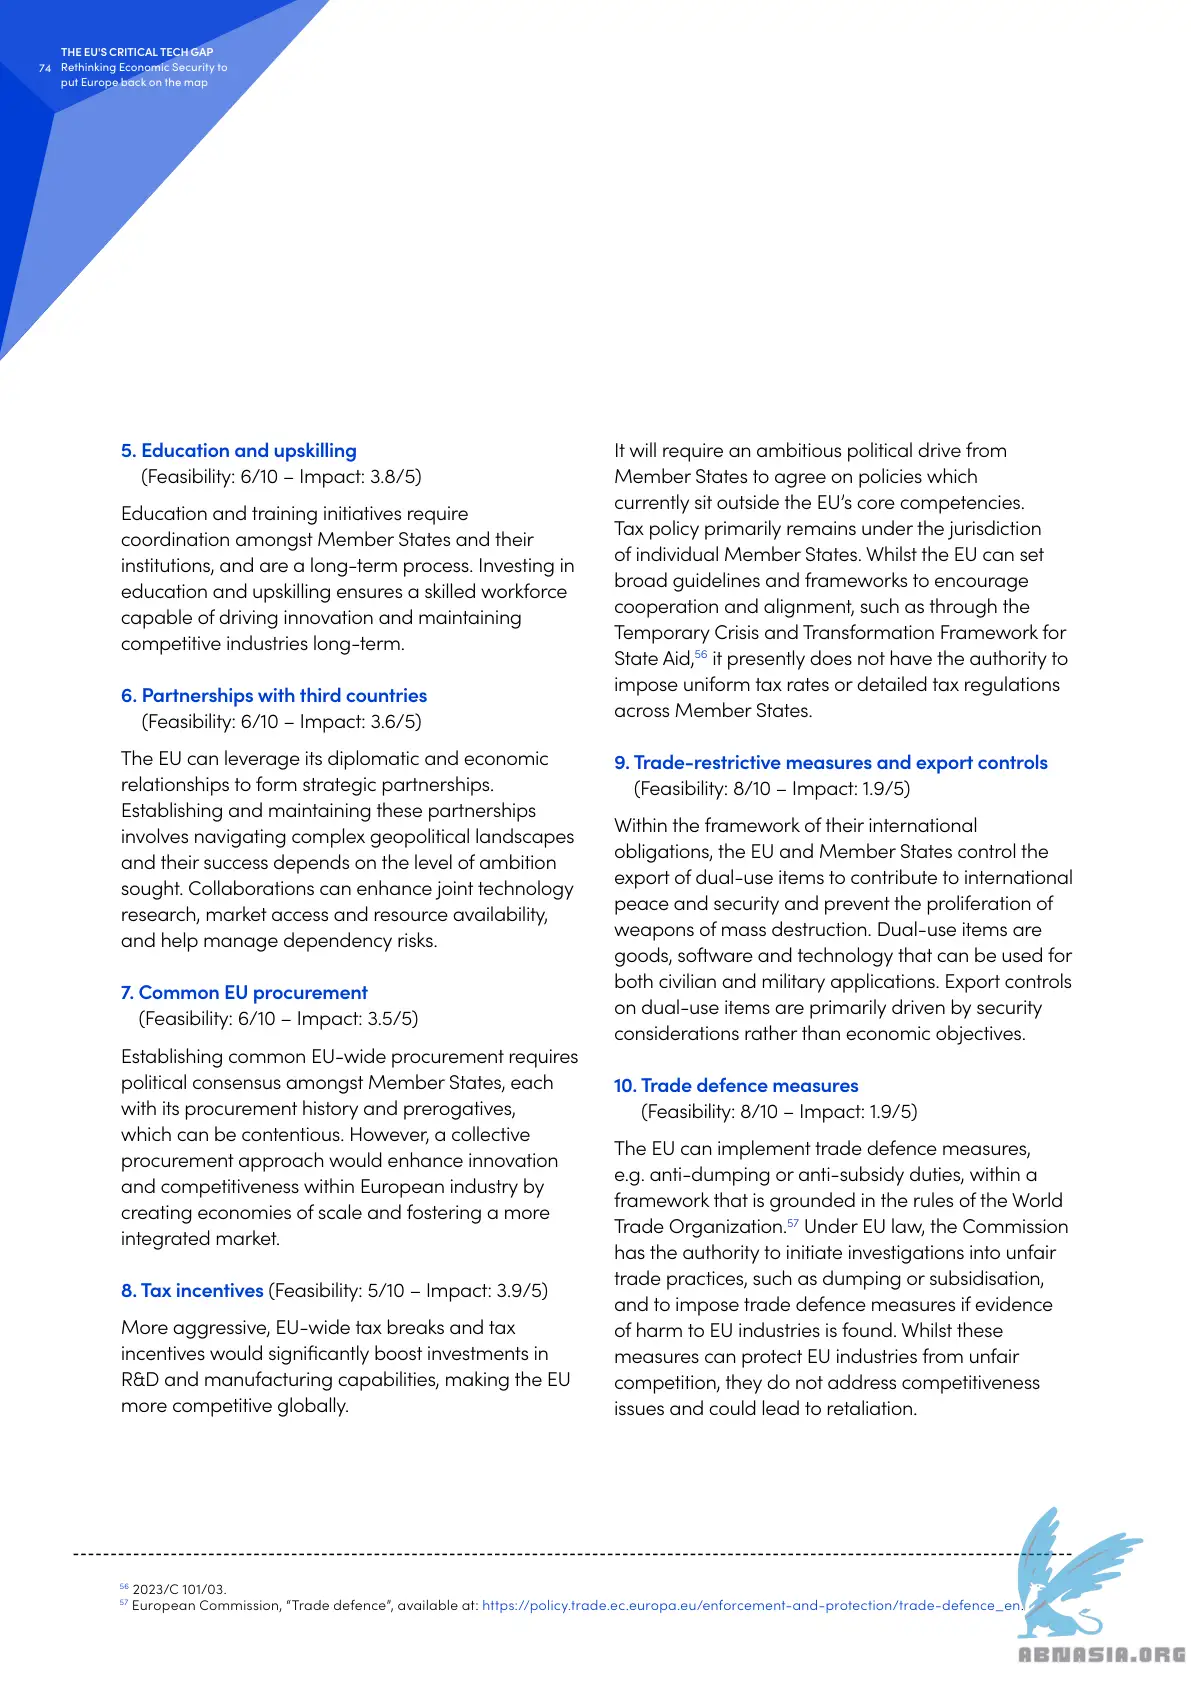 THE EU'S CRITICAL TECH GAP
74 Rethinking Economic Security to
put Europe back on the map
5. Education and upskilling
(Feasibility: 6/10 – Impact: 3.8/5)
Education and training initiatives require
coordination amongst Member States and their
institutions, and are a long-term process. Investing in
education and upskilling ensures a skilled workforce
capable of driving innovation and maintaining
competitive industries long-term.
6. Partnerships with third countries
(Feasibility: 6/10 – Impact: 3.6/5)
The EU can leverage its diplomatic and economic
relationships to form strategic partnerships.
Establishing and maintaining these partnerships
involves navigating complex geopolitical landscapes
and their success depends on the level of ambition
sought. Collaborations can enhance joint technology
research, market access and resource availability,
and help manage dependency risks.
7. Common EU procurement
(Feasibility: 6/10 – Impact: 3.5/5)
Establishing common EU-wide procurement requires
political consensus amongst Member States, each
with its procurement history and prerogatives,
which can be contentious. However, a collective
procurement approach would enhance innovation
and competitiveness within European industry by
creating economies of scale and fostering a more
integrated market.
8. Tax incentives (Feasibility: 5/10 – Impact: 3.9/5)
More aggressive, EU-wide tax breaks and tax
incentives would significantly boost investments in
R&D and manufacturing capabilities, making the EU
more competitive globally.
It will require an ambitious political drive from
Member States to agree on policies which
currently sit outside the EU’s core competencies.
Tax policy primarily remains under the jurisdiction
of individual Member States. Whilst the EU can set
broad guidelines and frameworks to encourage
cooperation and alignment, such as through the
Temporary Crisis and Transformation Framework for
State Aid,56 it presently does not have the authority to
impose uniform tax rates or detailed tax regulations
across Member States.
9. Trade-restrictive measures and export controls
(Feasibility: 8/10 – Impact: 1.9/5)
Within the framework of their international
obligations, the EU and Member States control the
export of dual-use items to contribute to international
peace and security and prevent the proliferation of
weapons of mass destruction. Dual-use items are
goods, software and technology that can be used for
both civilian and military applications. Export controls
on dual-use items are primarily driven by security
considerations rather than economic objectives.
10. Trade defence measures
(Feasibility: 8/10 – Impact: 1.9/5)
The EU can implement trade defence measures,
e.g. anti-dumping or anti-subsidy duties, within a
framework that is grounded in the rules of the World
Trade Organization.57 Under EU law, the Commission
has the authority to initiate investigations into unfair
trade practices, such as dumping or subsidisation,
and to impose trade defence measures if evidence
of harm to EU industries is found. Whilst these
measures can protect EU industries from unfair
competition, they do not address competitiveness
issues and could lead to retaliation.
56 2023/C 101/03.
57 European Commission, “Trade defence”, available at: https://policy.trade.ec.europa.eu/enforcement-and-protection/trade-defence_en.
ABNASIA.ORG